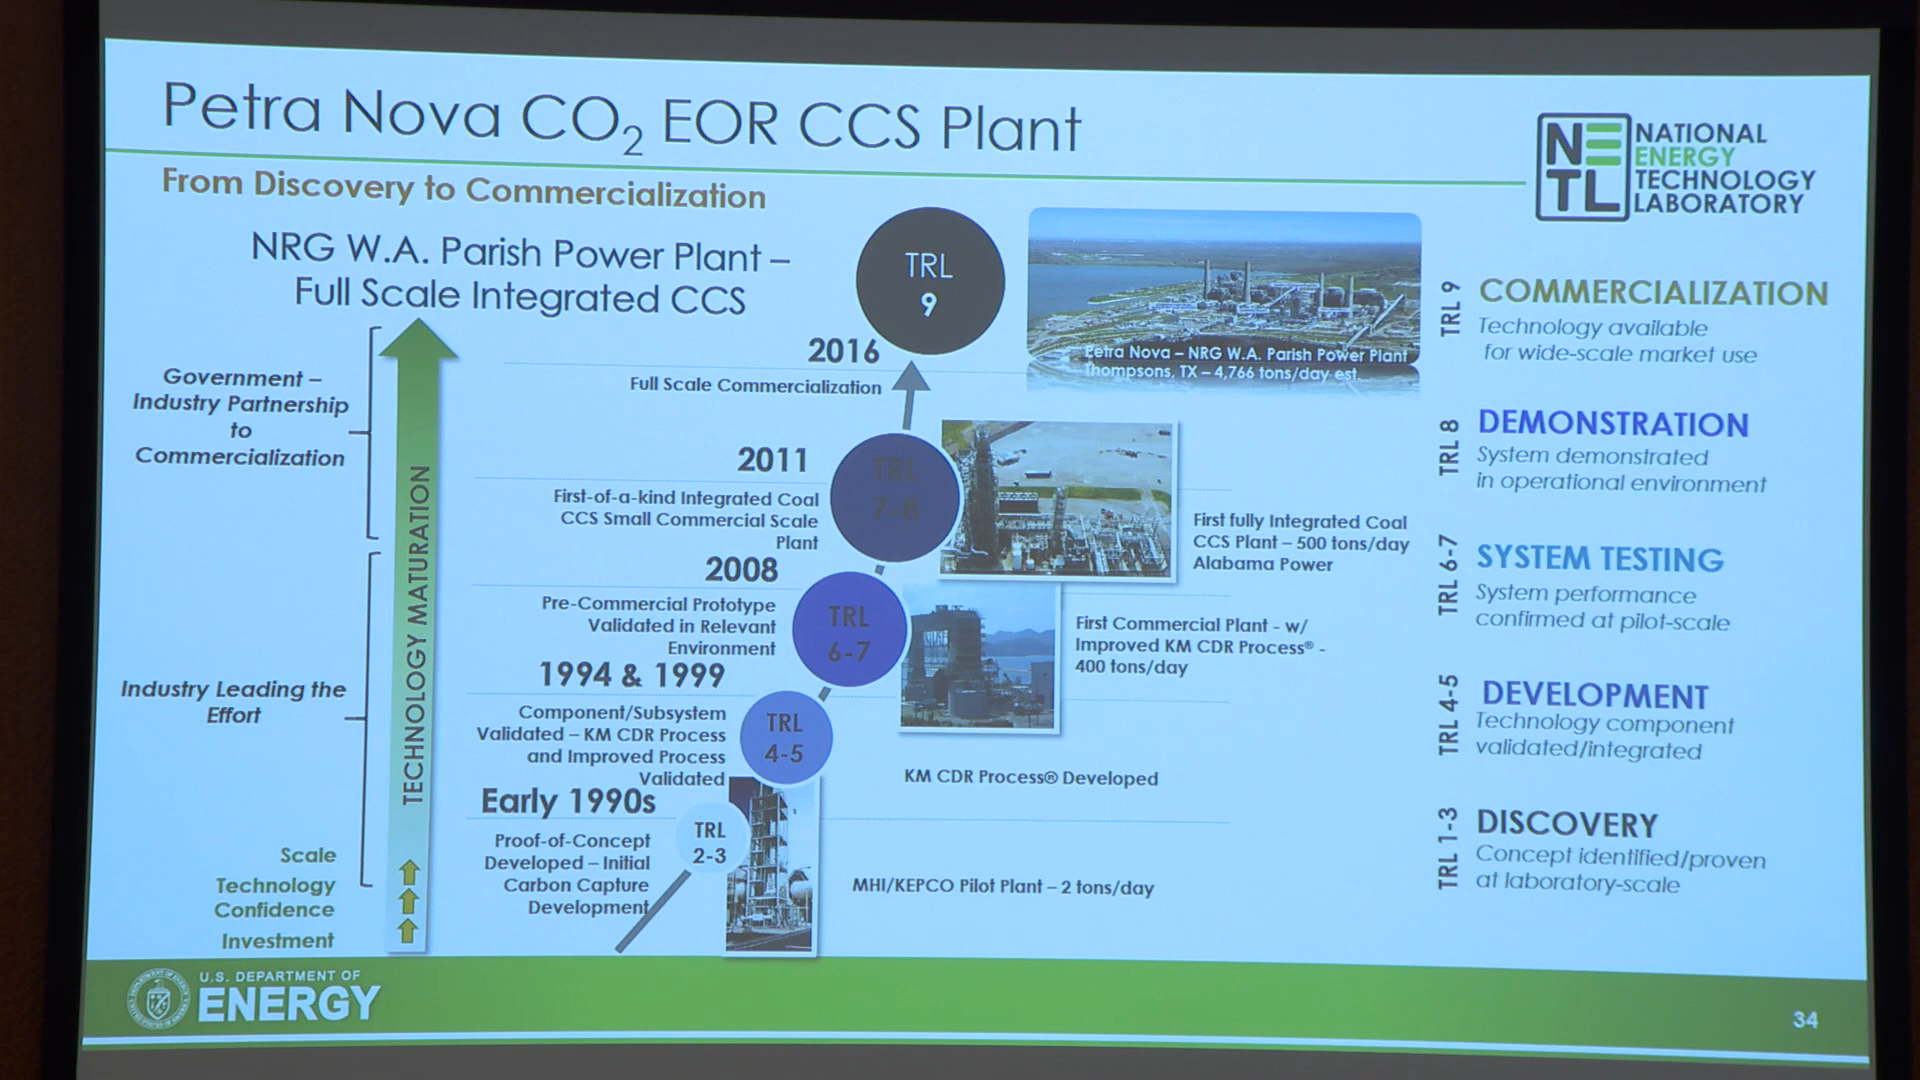 Petra Nova CO2 EOR CCS Plant
NETL
NATIONAL
ENERGY
TECHNOLOGY
LABORATORY
From Discovery to Commercialization
NRG W.A. Parish Power Plant –
Full Scale Integrated CCS
Government –
Industry Partnership
to
Commercialization
Industry Leading the
Effort
Scale
Technology
Confidence
Investment
TECHNOLOGY MATURATION
TRL
9
2016
Full Scale Commercialization
Petra Nova – NRG W.A. Parish Power Plant
Thompsons, TX – 4,766 tons/day est.
2011
First-of-a-kind Integrated Coal
CCS Small Commercial Scale
Plant
TRL
7-8
First fully Integrated Coal
CCS Plant – 500 tons/day
Alabama Power
2008
Pre-Commercial Prototype
Validated in Relevant
Environment
TRL
6-7
First Commercial Plant - w/
Improved KM CDR Process® -
400 tons/day
1994 & 1999
Component/Subsystem
Validated – KM CDR Process
and Improved Process
Validated
TRL
4-5
KM CDR Process® Developed
Early 1990s
Proof-of-Concept
Developed – Initial
Carbon Capture
Development
TRL
2-3
MHI/KEPCO Pilot Plant – 2 tons/day
TRL 9
COMMERCIALIZATION
Technology available
for wide-scale market use
TRL 8
DEMONSTRATION
System demonstrated
in operational environment
TRL 6-7
SYSTEM TESTING
System performance
confirmed at pilot-scale
TRL 4-5
DEVELOPMENT
Technology component
validated/integrated
TRL 1-3
DISCOVERY
Concept identified/proven
at laboratory-scale
U.S. DEPARTMENT OF
ENERGY
34